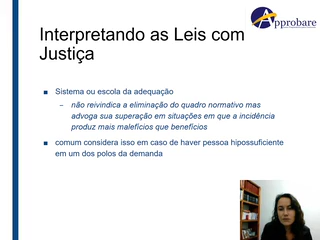 Approbare
Interpretando as Leis com
Justiça
Sistema ou escola da adequação
– não reivindica a eliminação do quadro normativo mas
advoga sua superação em situações em que a incidência
produz mais malefícios que benefícios
comum considera isso em caso de haver pessoa hipossuficiente
em um dos polos da demanda